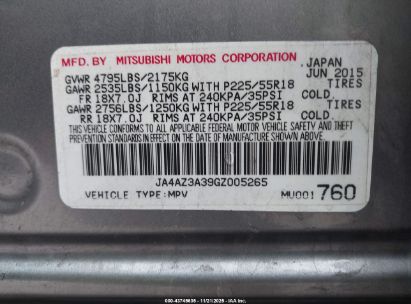 MFD. BY MITSUBISHI MOTORS CORPORATION JAPAN
GVWR 4795LBS/2175KG JUN 2015
GAWR 2535LBS/1150KG WITH P225/55R18 TIRES
FR 18X7.0J RIMS AT 240KPA/35PSI COLD.
GAWR 2756LBS/1250KG WITH P225/55R18 TIRES
RR 18X7.0J RIMS AT 240KPA/35PSI COLD.
THIS VEHICLE CONFORMS TO ALL APPLICABLE FEDERAL MOTOR VEHICLE SAFETY AND THEFT
PREVENTION STANDARDS IN EFFECT ON THE DATE OF MANUFACTURE SHOWN ABOVE.
JA4AZ3A39GZ005265
VEHICLE TYPE: MPV MU001760